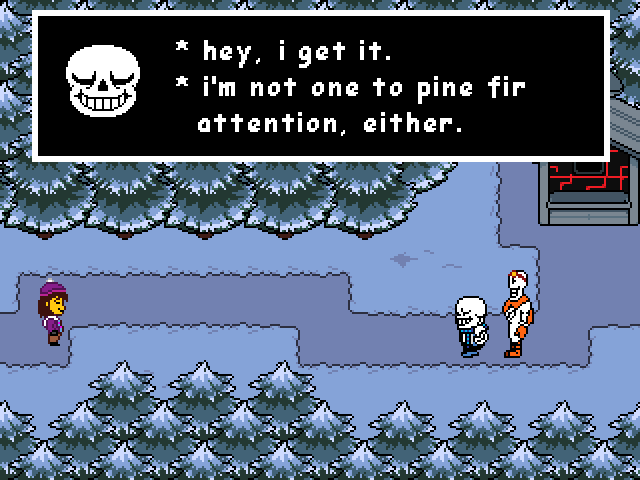 * hey, i get it.
* i'm not one to pine fir
attention, either.